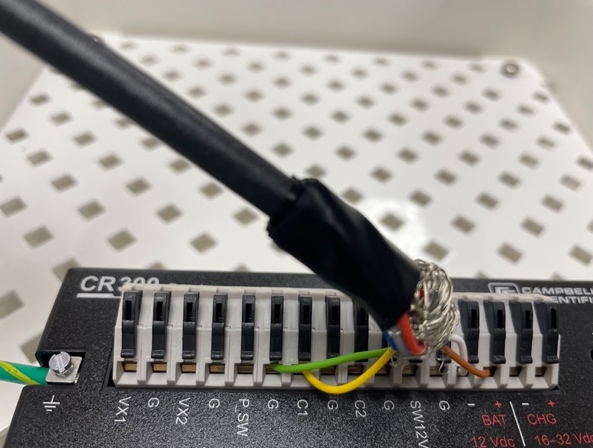 CR300
CAMPBELL
VX1
G
VX2
G
P_SW
G
C1
G
C2
G
SW12V
G
-
+
-
+
BAT
CHG
12 Vdc
16-32 Vdc